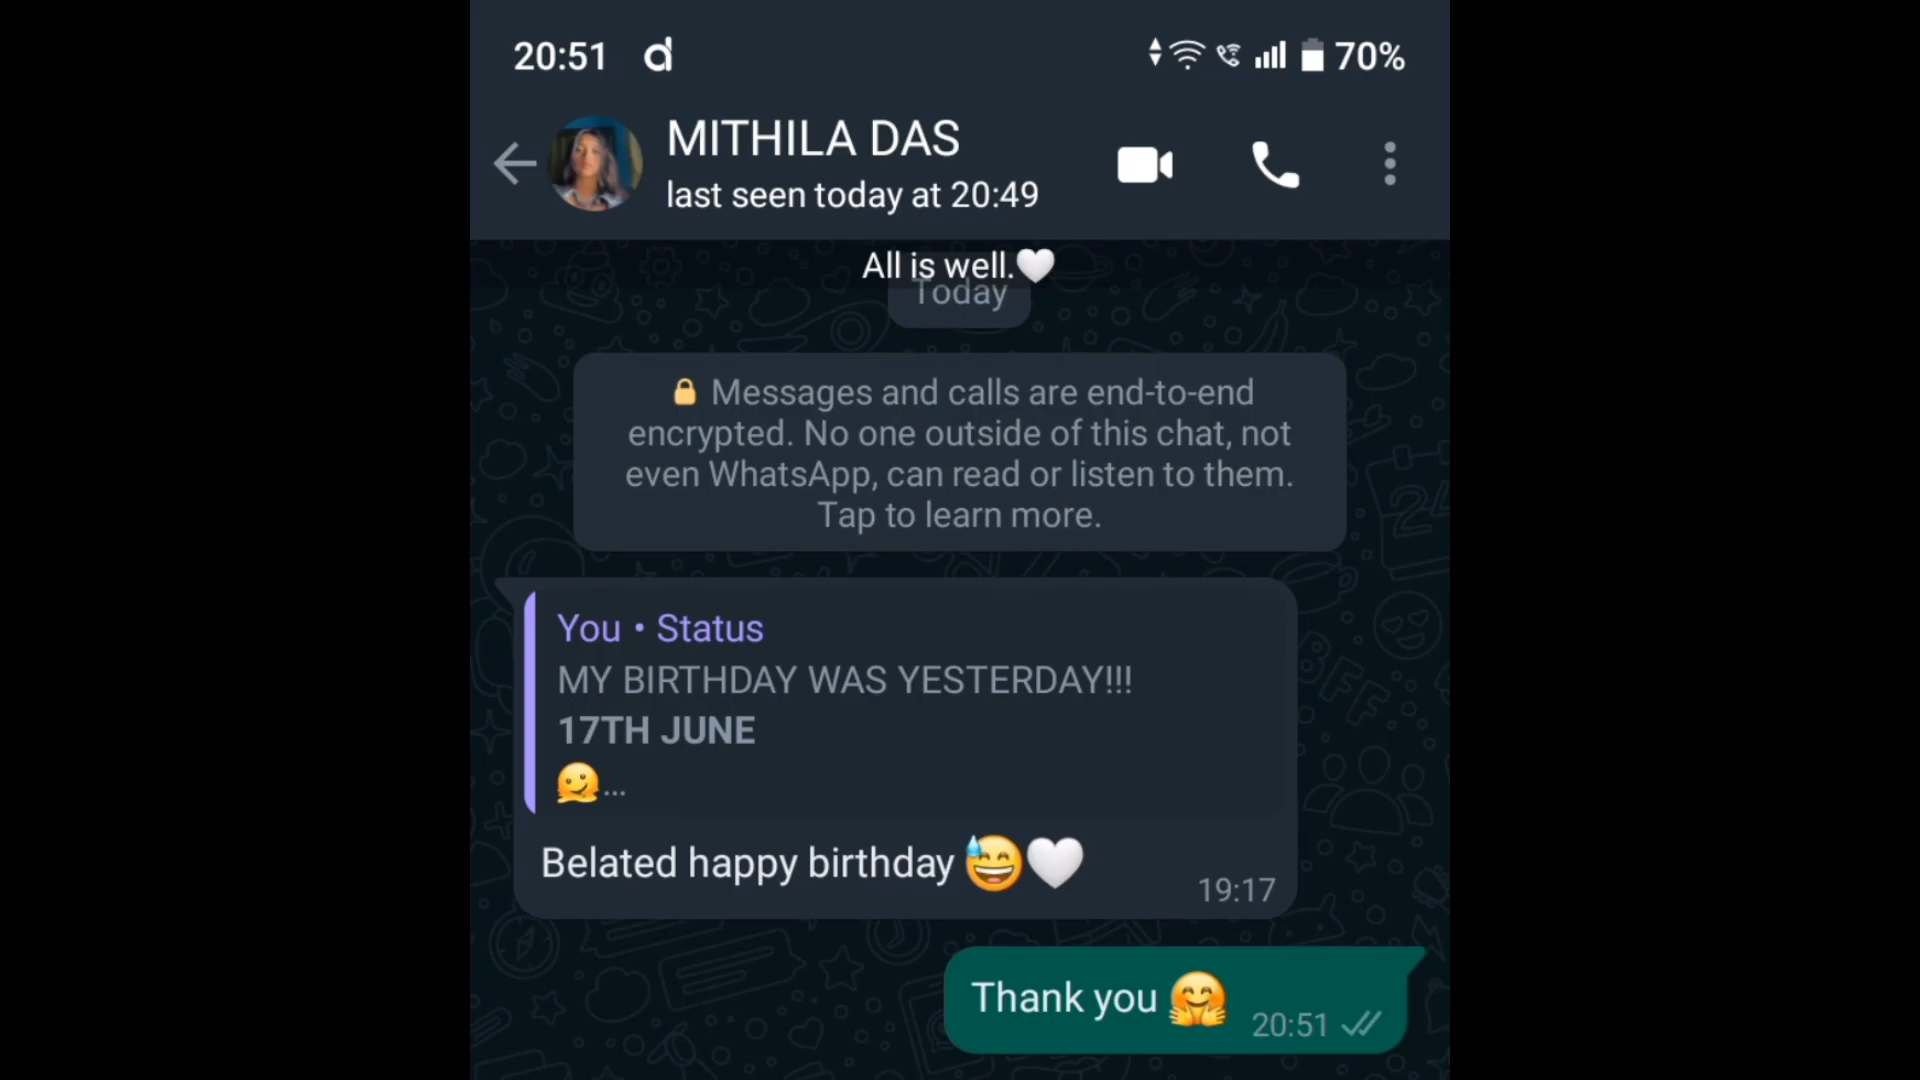 20:51
70%
MITHILA DAS
last seen today at 20:49
All is well.🤍
Today
🔒 Messages and calls are end-to-end
encrypted. No one outside of this chat, not
even WhatsApp, can read or listen to them.
Tap to learn more.
You • Status
MY BIRTHDAY WAS YESTERDAY!!!
17TH JUNE
🫠...
Belated happy birthday 😅🤍
19:17
Thank you 🤗
20:51